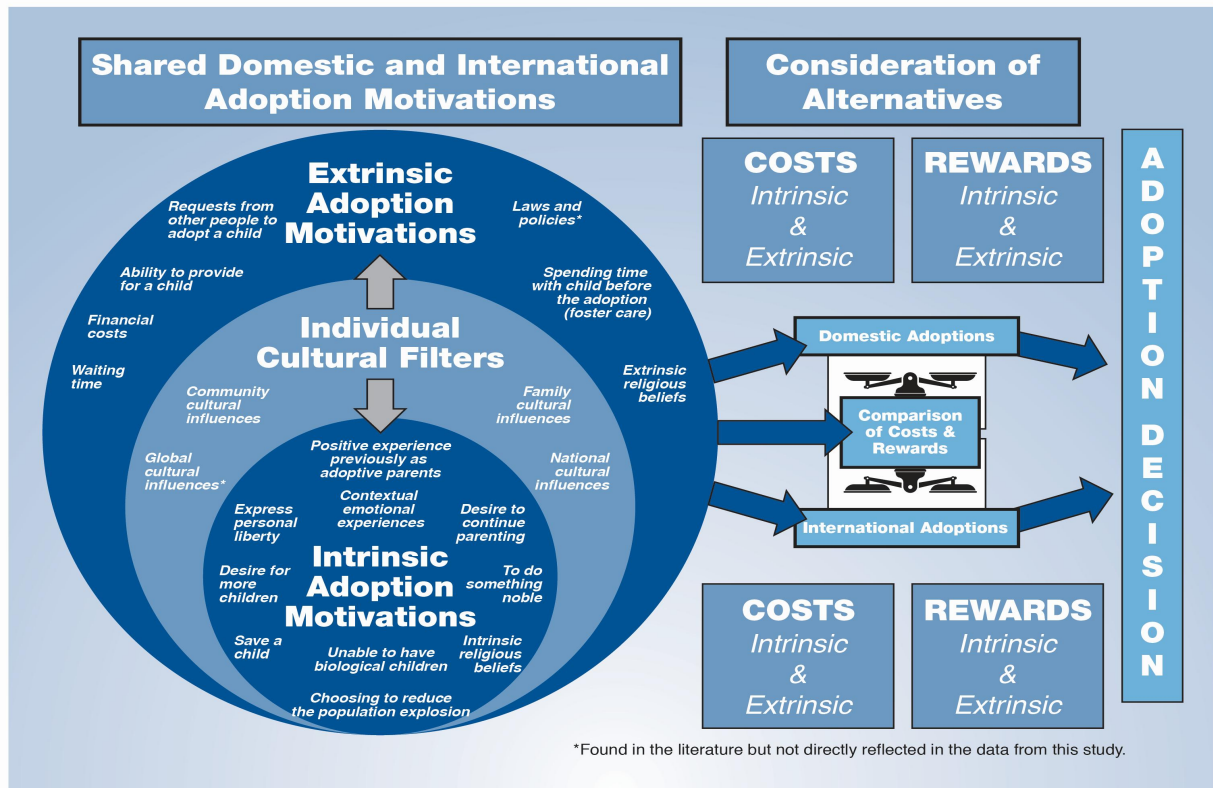 Shared Domestic and International
Adoption Motivations
Consideration of
Alternatives
Extrinsic
Adoption
Motivations
Requests from
other people to
adopt a child
Laws and
policies*
Ability to provide
for a child
Spending time
with child before
the adoption
(foster care)
Financial
costs
Waiting
time
Extrinsic
religious
beliefs
Individual
Cultural Filters
Community
cultural
influences
Family
cultural
influences
Global
cultural
influences*
National
cultural
influences
Positive experience
previously as
adoptive parents
Contextual
emotional
experiences
Express
personal
liberty
Desire to
continue
parenting
Intrinsic
Adoption
Motivations
Desire for
more
children
To do
something
noble
Save a
child
Unable to have
biological children
Intrinsic
religious
beliefs
Choosing to reduce
the population explosion
COSTS
Intrinsic
&
Extrinsic
REWARDS
Intrinsic
&
Extrinsic
Domestic Adoptions
Comparison
of Costs &
Rewards
International Adoptions
COSTS
Intrinsic
&
Extrinsic
REWARDS
Intrinsic
&
Extrinsic
ADOPTION DECISION
*Found in the literature but not directly reflected in the data from this study.